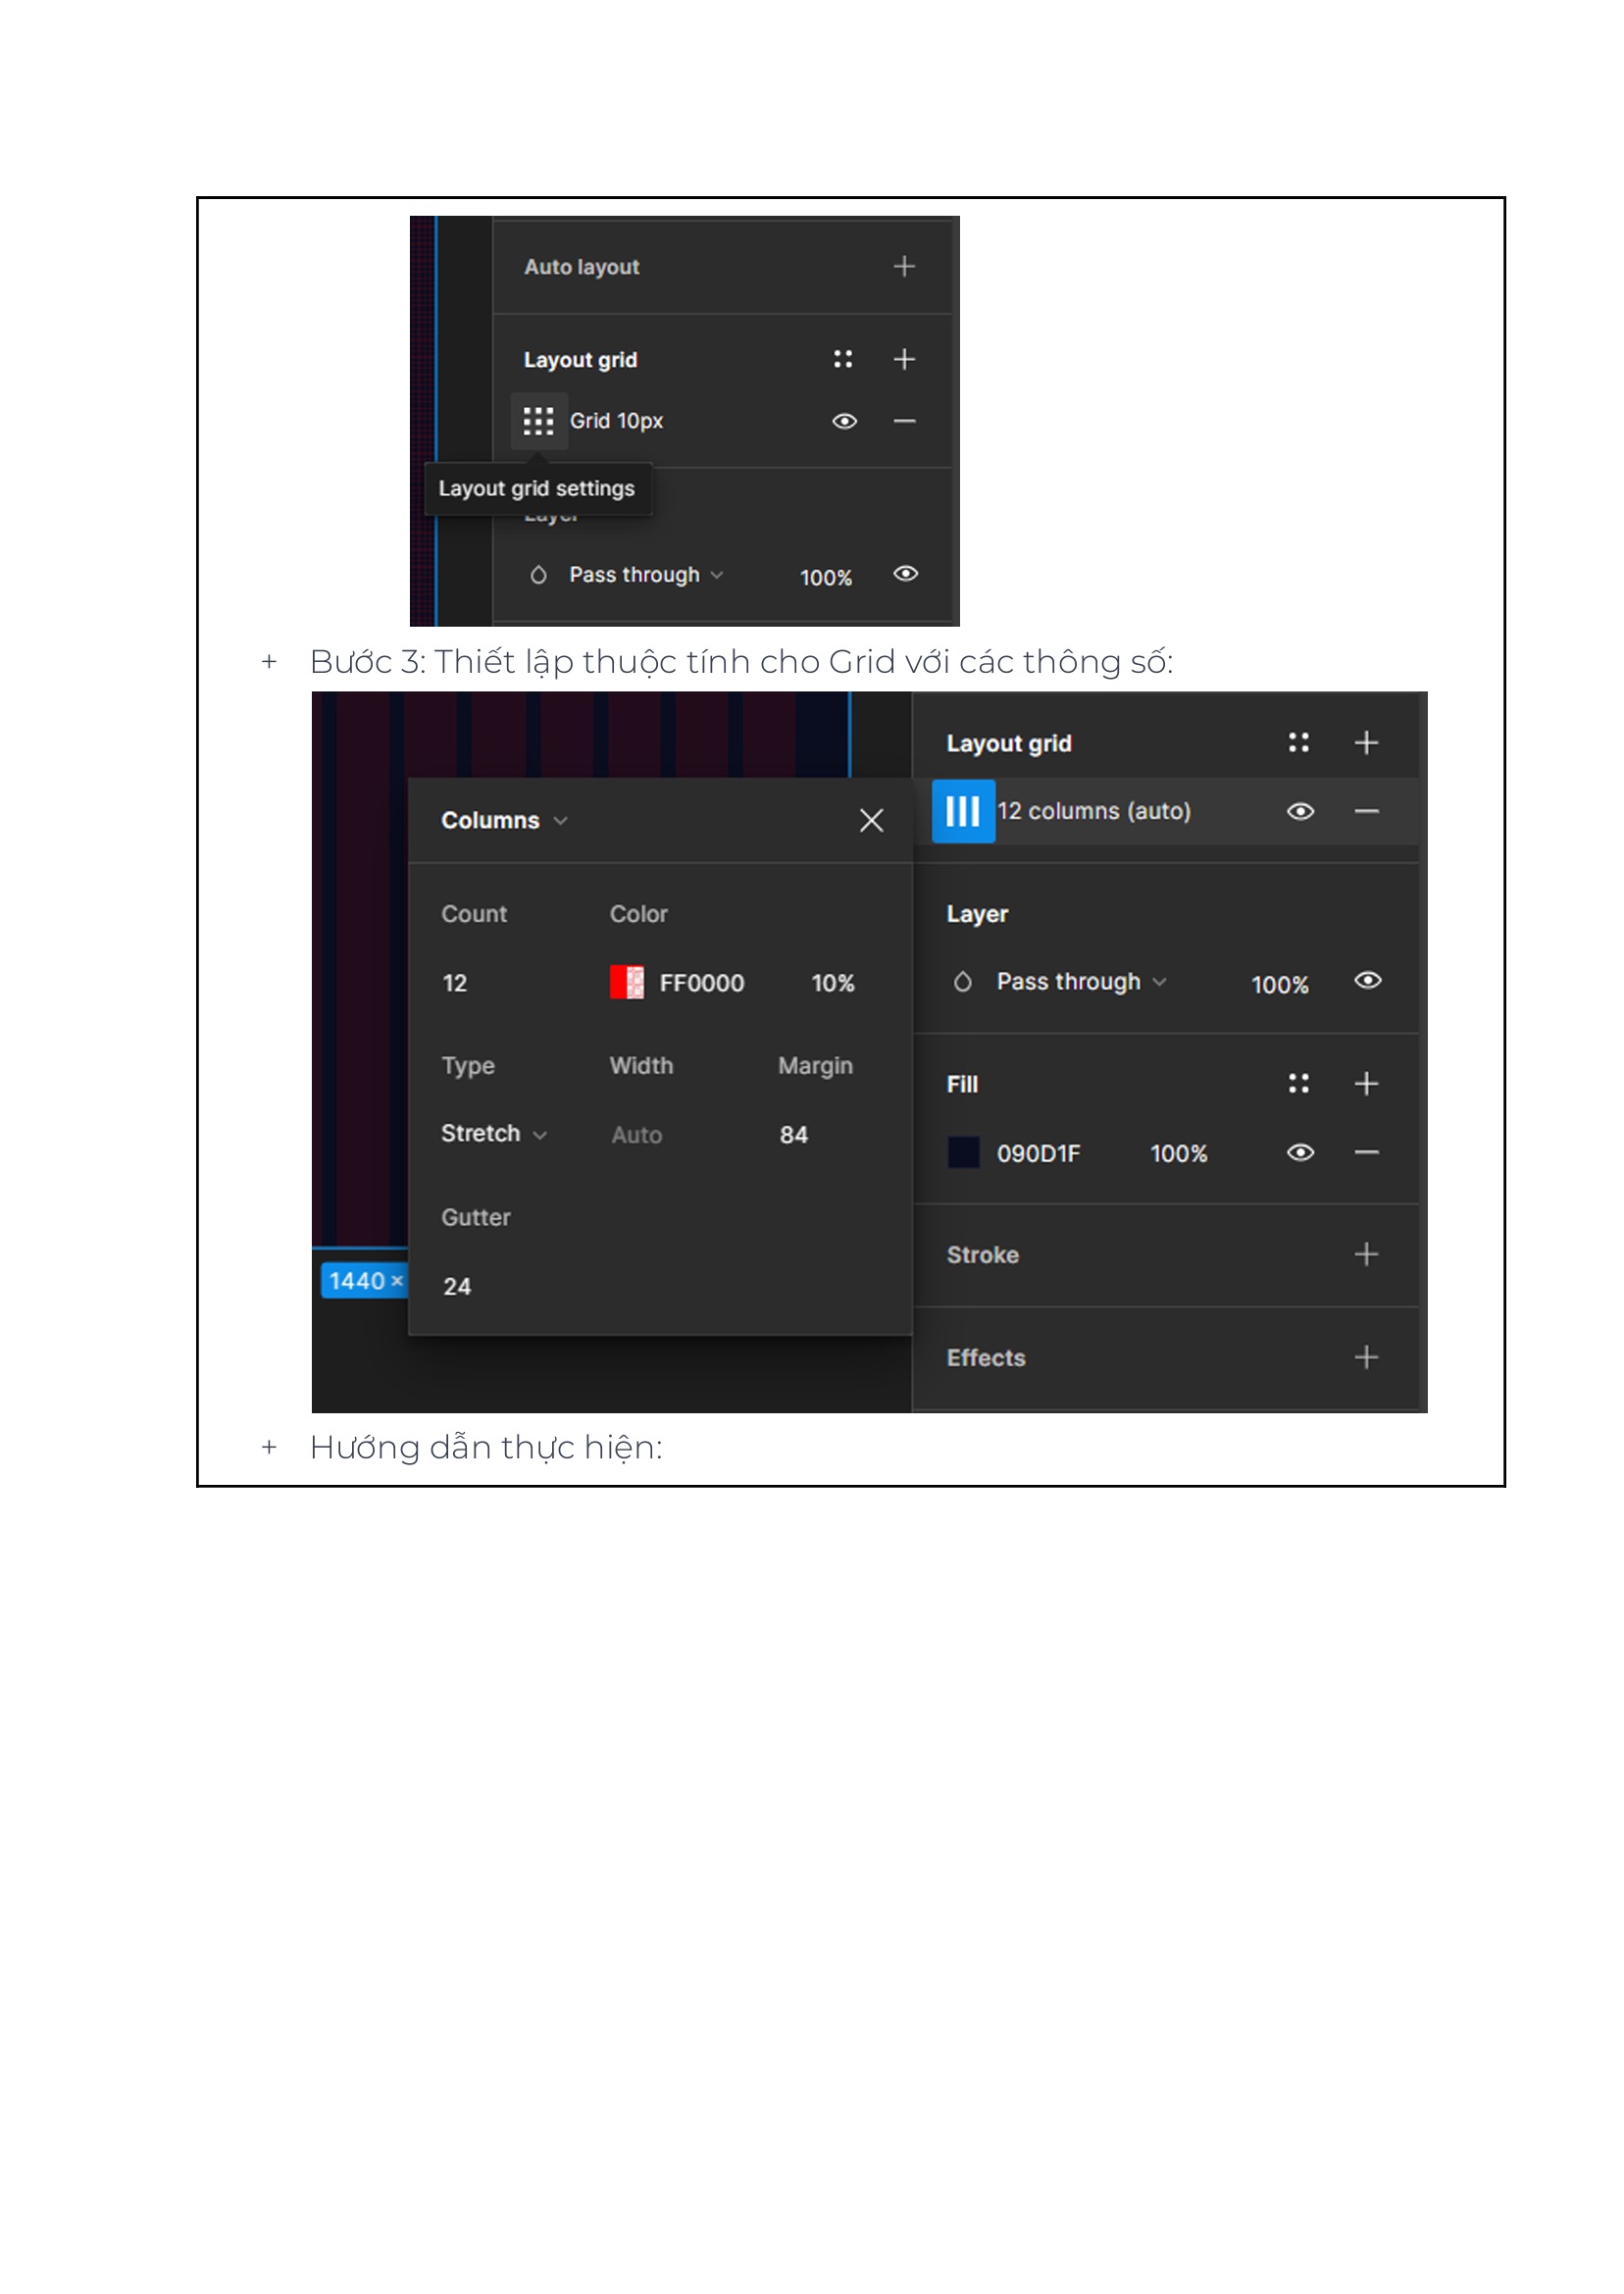 Auto layout
Layout grid
Grid 10px
Layout grid settings
Layer
Pass through 100%
+ Bước 3: Thiết lập thuộc tính cho Grid với các thông số:
Layout grid
12 columns (auto)
Columns
Count Color
12 FF0000 10%
Type Width Margin
Stretch Auto 84
Gutter
24
1440 ×
Layer
Pass through 100%
Fill
090D1F 100%
Stroke
Effects
+ Hướng dẫn thực hiện: